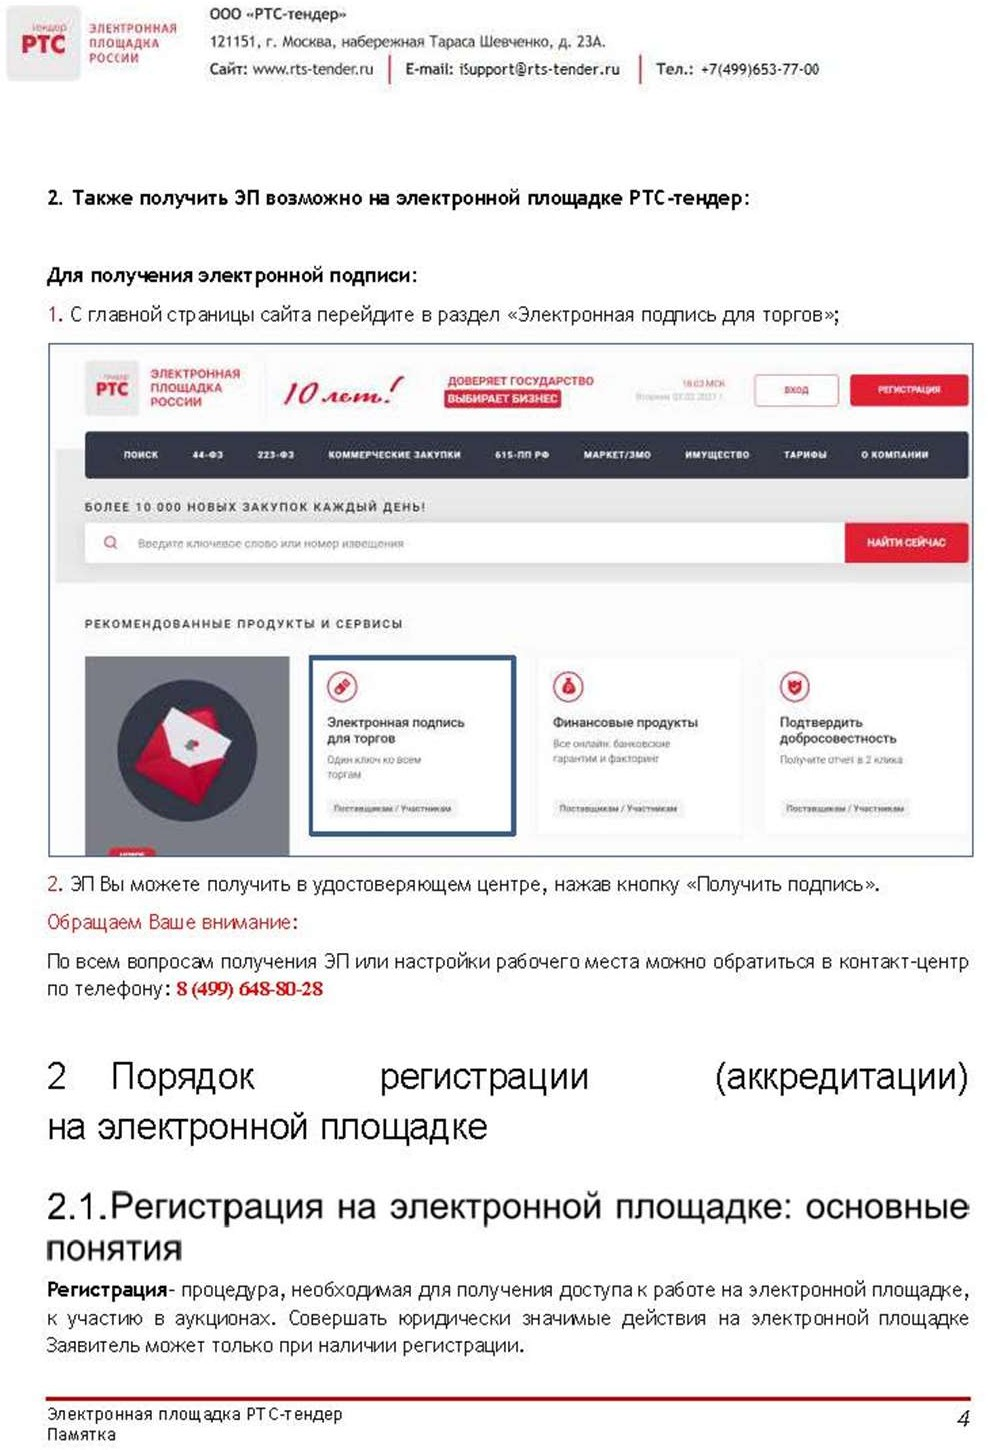 тендер
РТС
ЭЛЕКТРОННАЯ
ПЛОЩАДКА
РОССИИ
ООО «РТС-тендер»
121151, г. Москва, набережная Тараса Шевченко, д. 23А.
Сайт: www.rts-tender.ru | E-mail: iSupport@rts-tender.ru | Тел.: +7(499)653-77-00
2. Также получить ЭП возможно на электронной площадке РТС-тендер:
Для получения электронной подписи:
1. С главной страницы сайта перейдите в раздел «Электронная подпись для торгов»;
тендер
РТС
ЭЛЕКТРОННАЯ
ПЛОЩАДКА
РОССИИ
10 лет!
ДОВЕРЯЕТ ГОСУДАРСТВО
ВЫБИРАЕТ БИЗНЕС
18:03 МСК
ВХОД
РЕГИСТРАЦИЯ
ПОИСК 44-ФЗ 223-ФЗ КОММЕРЧЕСКИЕ ЗАКУПКИ 615-ПП РФ МАРКЕТ/ЗМО ИМУЩЕСТВО ТАРИФЫ О КОМПАНИИ
БОЛЕЕ 10 000 НОВЫХ ЗАКУПОК КАЖДЫЙ ДЕНЬ!
Введите ключевое слово или номер извещения
НАЙТИ СЕЙЧАС
РЕКОМЕНДОВАННЫЕ ПРОДУКТЫ И СЕРВИСЫ
Электронная подпись
для торгов
Один ключ ко всем
торгам
Поставщикам / Участникам
Финансовые продукты
Все онлайн: банковские
гарантии и факторинг
Поставщикам / Участникам
Подтвердить
добросовестность
Получите отчет в 2 клика
Поставщикам / Участникам
2. ЭП Вы можете получить в удостоверяющем центре, нажав кнопку «Получить подпись».
Обращаем Ваше внимание:
По всем вопросам получения ЭП или настройки рабочего места можно обратиться в контакт-центр
по телефону: 8 (499) 648-80-28
2 Порядок регистрации (аккредитации)
на электронной площадке
2.1.Регистрация на электронной площадке: основные
понятия
Регистрация- процедура, необходимая для получения доступа к работе на электронной площадке,
к участию в аукционах. Совершать юридически значимые действия на электронной площадке
Заявитель может только при наличии регистрации.
Электронная площадка РТС-тендер
Памятка
4